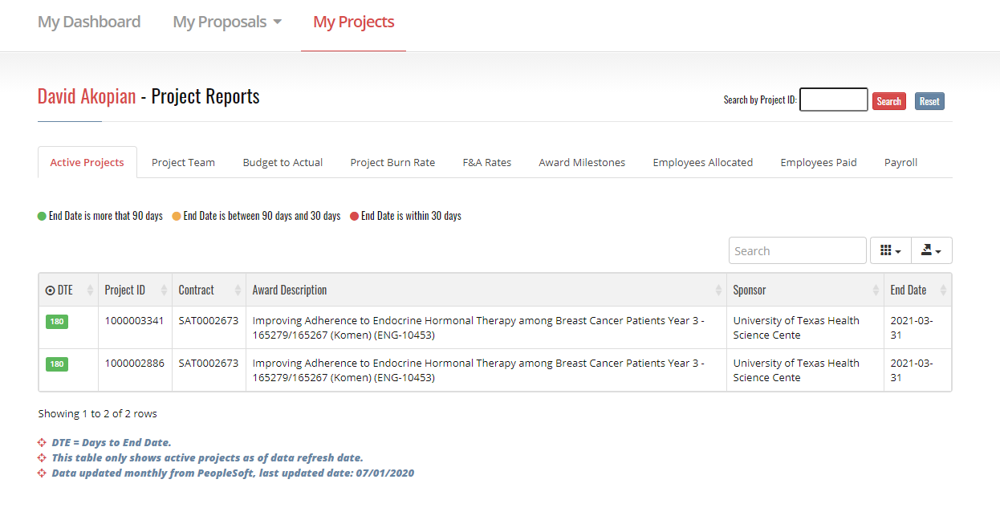 My Dashboard My Proposals My Projects
David Akopian - Project Reports
Search by Project ID: Search Reset
Active Projects Project Team Budget to Actual Project Burn Rate F&A Rates Award Milestones Employees Allocated Employees Paid Payroll
End Date is more that 90 days End Date is between 90 days and 30 days End Date is within 30 days
Search
DTE Project ID Contract Award Description Sponsor End Date
180 1000003341 SAT0002673 Improving Adherence to Endocrine Hormonal Therapy among Breast Cancer Patients Year 3 - University of Texas Health 2021-03-
165279/165267 (Komen) (ENG-10453) Science Cente 31
180 1000002886 SAT0002673 Improving Adherence to Endocrine Hormonal Therapy among Breast Cancer Patients Year 3 - University of Texas Health 2021-03-
165279/165267 (Komen) (ENG-10453) Science Cente 31
Showing 1 to 2 of 2 rows
DTE = Days to End Date.
This table only shows active projects as of data refresh date.
Data updated monthly from PeopleSoft, last updated date: 07/01/2020